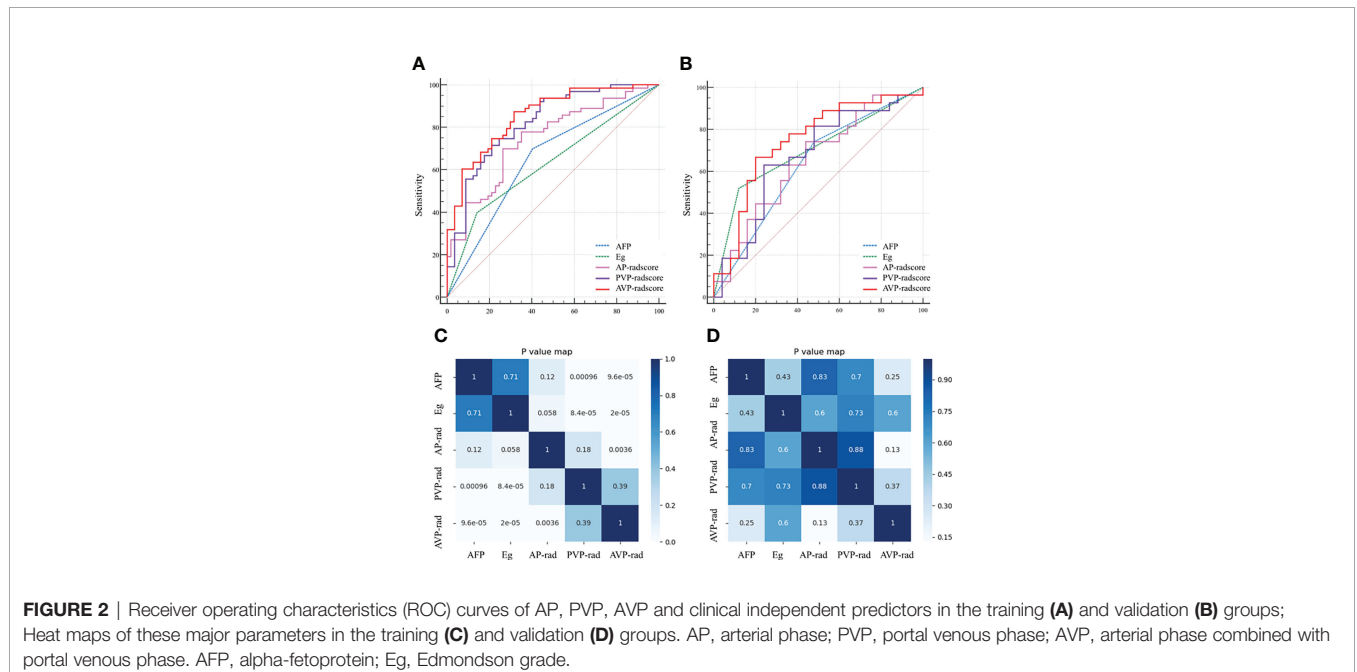 A
B
100
80
60
40
20
0
Sensitivity
AFP
Eg
AP-radscore
PVP-radscore
AVP-radscore
0 20 40 60 80 100
100
80
60
40
20
0
Sensitivity
AFP
Eg
AP-radscore
PVP-radscore
AVP-radscore
0 20 40 60 80 100
C
D
P value map
AFP 1 0.71 0.12 0.00096 9.6e-05
Eg 0.71 1 0.058 8.4e-05 2e-05
AP-rad 0.12 0.058 1 0.18 0.0036
PVP-rad 0.00096 8.4e-05 0.18 1 0.39
AVP-rad 9.6e-05 2e-05 0.0036 0.39 1
AFP Eg AP-rad PVP-rad AVP-rad
1.0
0.8
0.6
0.4
0.2
0.0
P value map
AFP 1 0.43 0.83 0.7 0.25
Eg 0.43 1 0.6 0.73 0.6
AP-rad 0.83 0.6 1 0.88 0.13
PVP-rad 0.7 0.73 0.88 1 0.37
AVP-rad 0.25 0.6 0.13 0.37 1
AFP Eg AP-rad PVP-rad AVP-rad
0.90
0.75
0.60
0.45
0.30
0.15
FIGURE 2 | Receiver operating characteristics (ROC) curves of AP, PVP, AVP and clinical independent predictors in the training (A) and validation (B) groups;
Heat maps of these major parameters in the training (C) and validation (D) groups. AP, arterial phase; PVP, portal venous phase; AVP, arterial phase combined with
portal venous phase. AFP, alpha-fetoprotein; Eg, Edmondson grade.